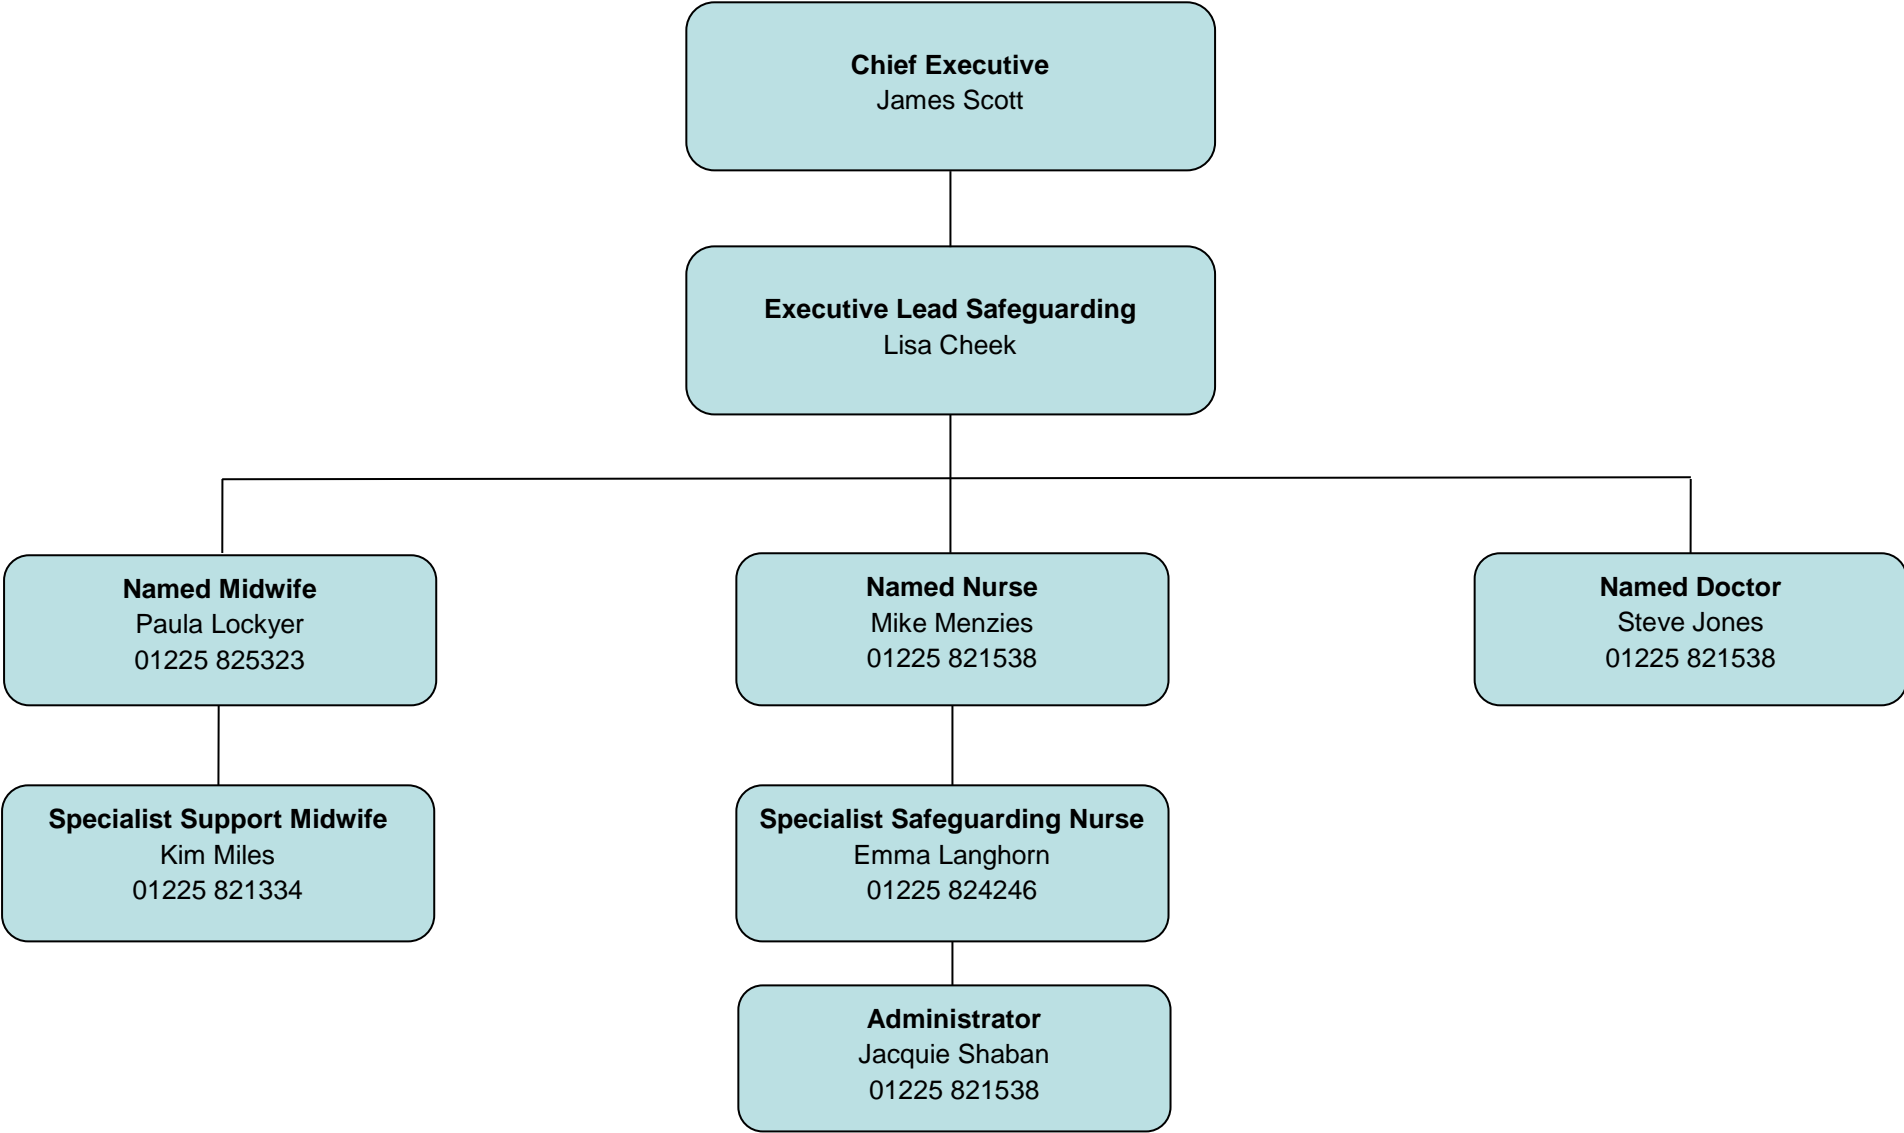 Chief Executive
James Scott
Executive Lead Safeguarding
Lisa Cheek
Named Midwife
Paula Lockyer
01225 825323
Named Nurse
Mike Menzies
01225 821538
Named Doctor
Steve Jones
01225 821538
Specialist Support Midwife
Kim Miles
01225 821334
Specialist Safeguarding Nurse
Emma Langhorn
01225 824246
Administrator
Jacquie Shaban
01225 821538